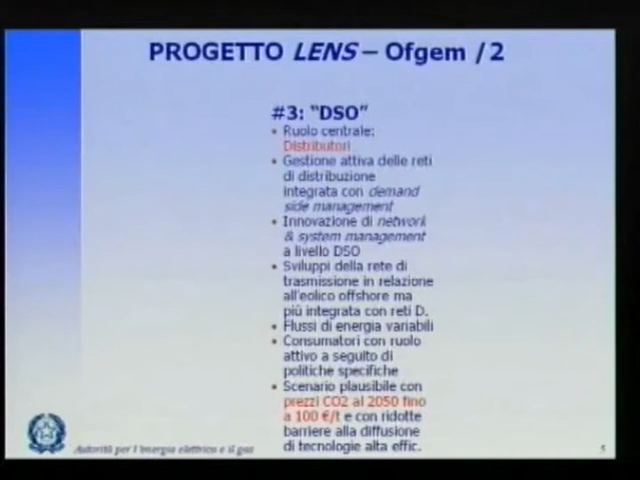 PROGETTO LENS – Ofgem /2
#3: “DSO”
• Ruolo centrale:
Distributori
• Gestione attiva delle reti
di distribuzione
integrata con demand
side management
• Innovazione di network
& system management
a livello DSO
• Sviluppi della rete di
trasmissione in relazione
all'eolico offshore ma
più integrata con reti D.
• Flussi di energia variabili
• Consumatori con ruolo
attivo a seguito di
politiche specifiche
• Scenario plausibile con
prezzi CO2 al 2050 fino
a 100 €/t e con ridotte
barriere alla diffusione
di tecnologie alta effic.
Autorità per l'energia elettrica e il gas
5